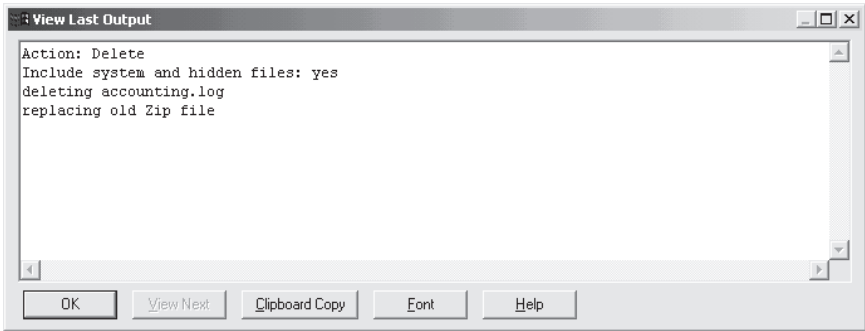 View Last Output
Action: Delete
Include system and hidden files: yes
deleting accounting.log
replacing old Zip file
OK
View Next
Clipboard Copy
Font
Help